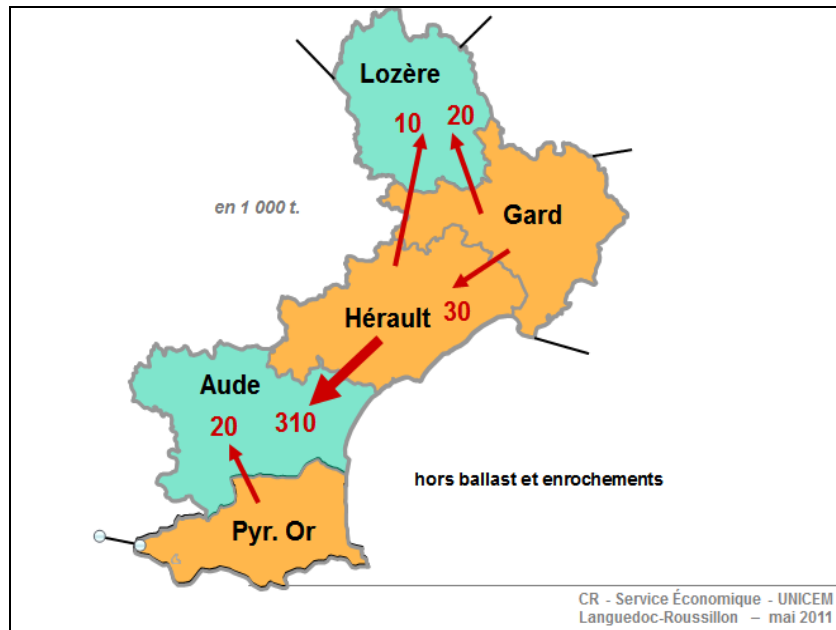 Lozère
10
20
en 1 000 t.
Gard
Hérault
30
Aude
20
310
hors ballast et enrochements
Pyr. Or
CR - Service Économique - UNICEM
Languedoc-Roussillon – mai 2011